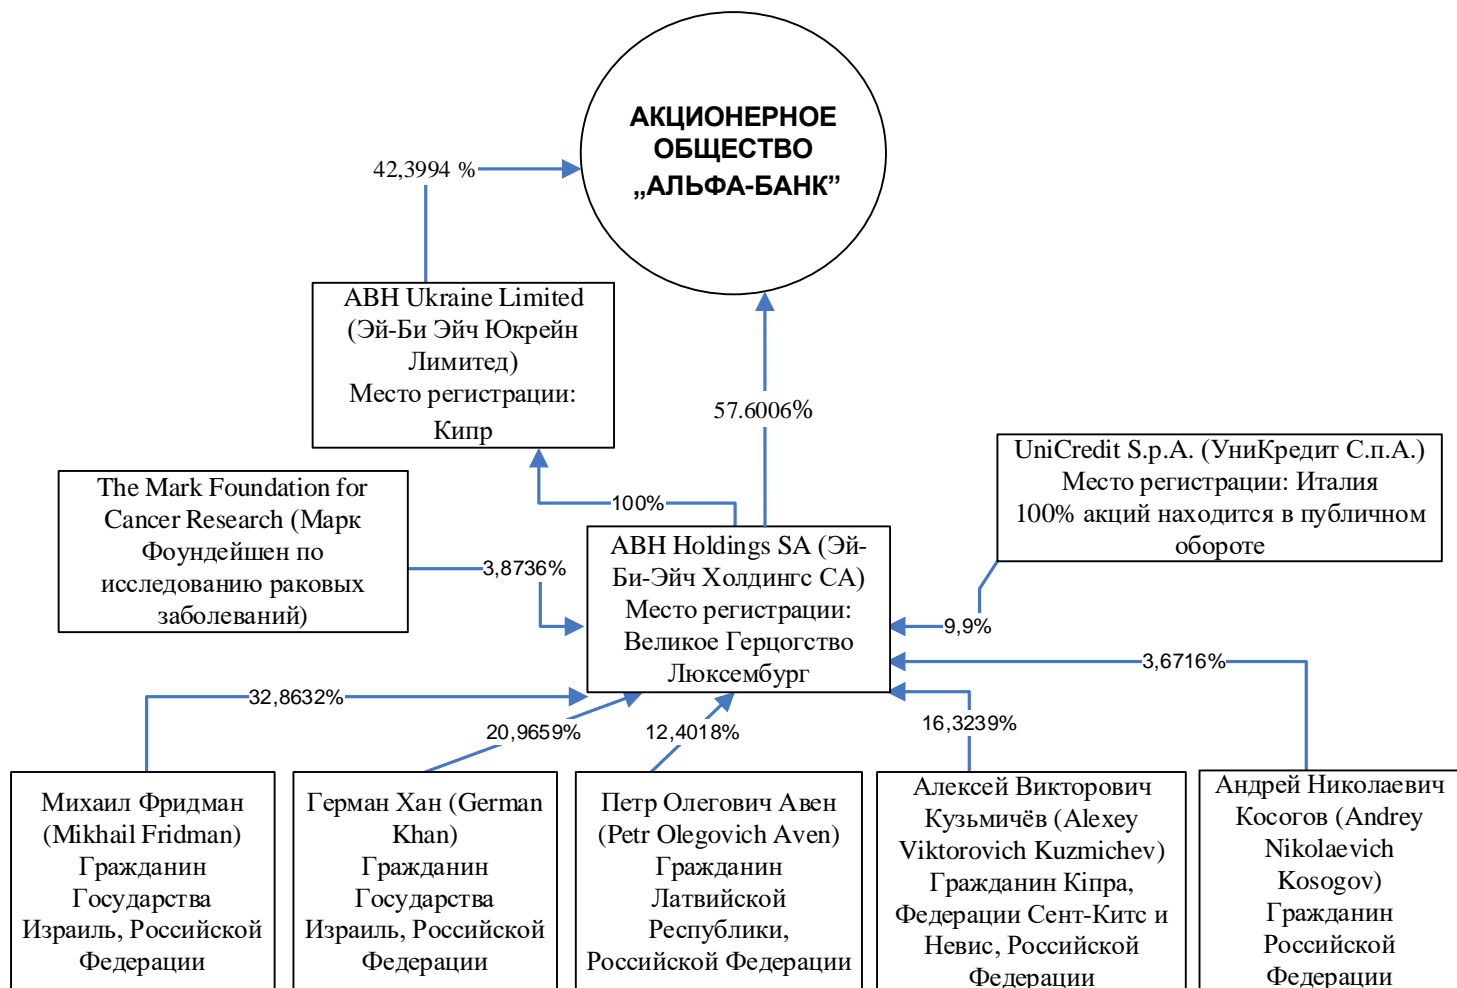 АКЦИОНЕРНОЕ
ОБЩЕСТВО
„АЛЬФА-БАНК”
42,3994 %
ABH Ukraine Limited
(Эй-Би Эйч Юкрейн
Лимитед)
Место регистрации:
Кипр
57.6006%
UniCredit S.p.A. (УниКредит С.п.А.)
Место регистрации: Италия
100% акций находится в публичном
обороте
The Mark Foundation for
Cancer Research (Марк
Фоундейшен по
исследованию раковых
заболеваний)
100%
3,8736%
ABH Holdings SA (Эй-
Би-Эйч Холдингс СА)
Место регистрации:
Великое Герцогство
Люксембург
9,9%
3,6716%
32,8632%
20,9659%
12,4018%
16,3239%
Михаил Фридман
(Mikhail Fridman)
Гражданин
Государства
Израиль, Российской
Федерации
Герман Хан (German
Khan)
Гражданин
Государства
Израиль, Российской
Федерации
Петр Олегович Авен
(Petr Olegovich Aven)
Гражданин
Латвийской
Республики,
Российской Федерации
Алексей Викторович
Кузьмичёв (Alexey
Viktorovich Kuzmichev)
Гражданин Кіпра,
Федерации Сент-Китс и
Невис, Российской
Федерации
Андрей Николаевич
Косогов (Andrey
Nikolaevich
Kosogov)
Гражданин
Российской
Федерации